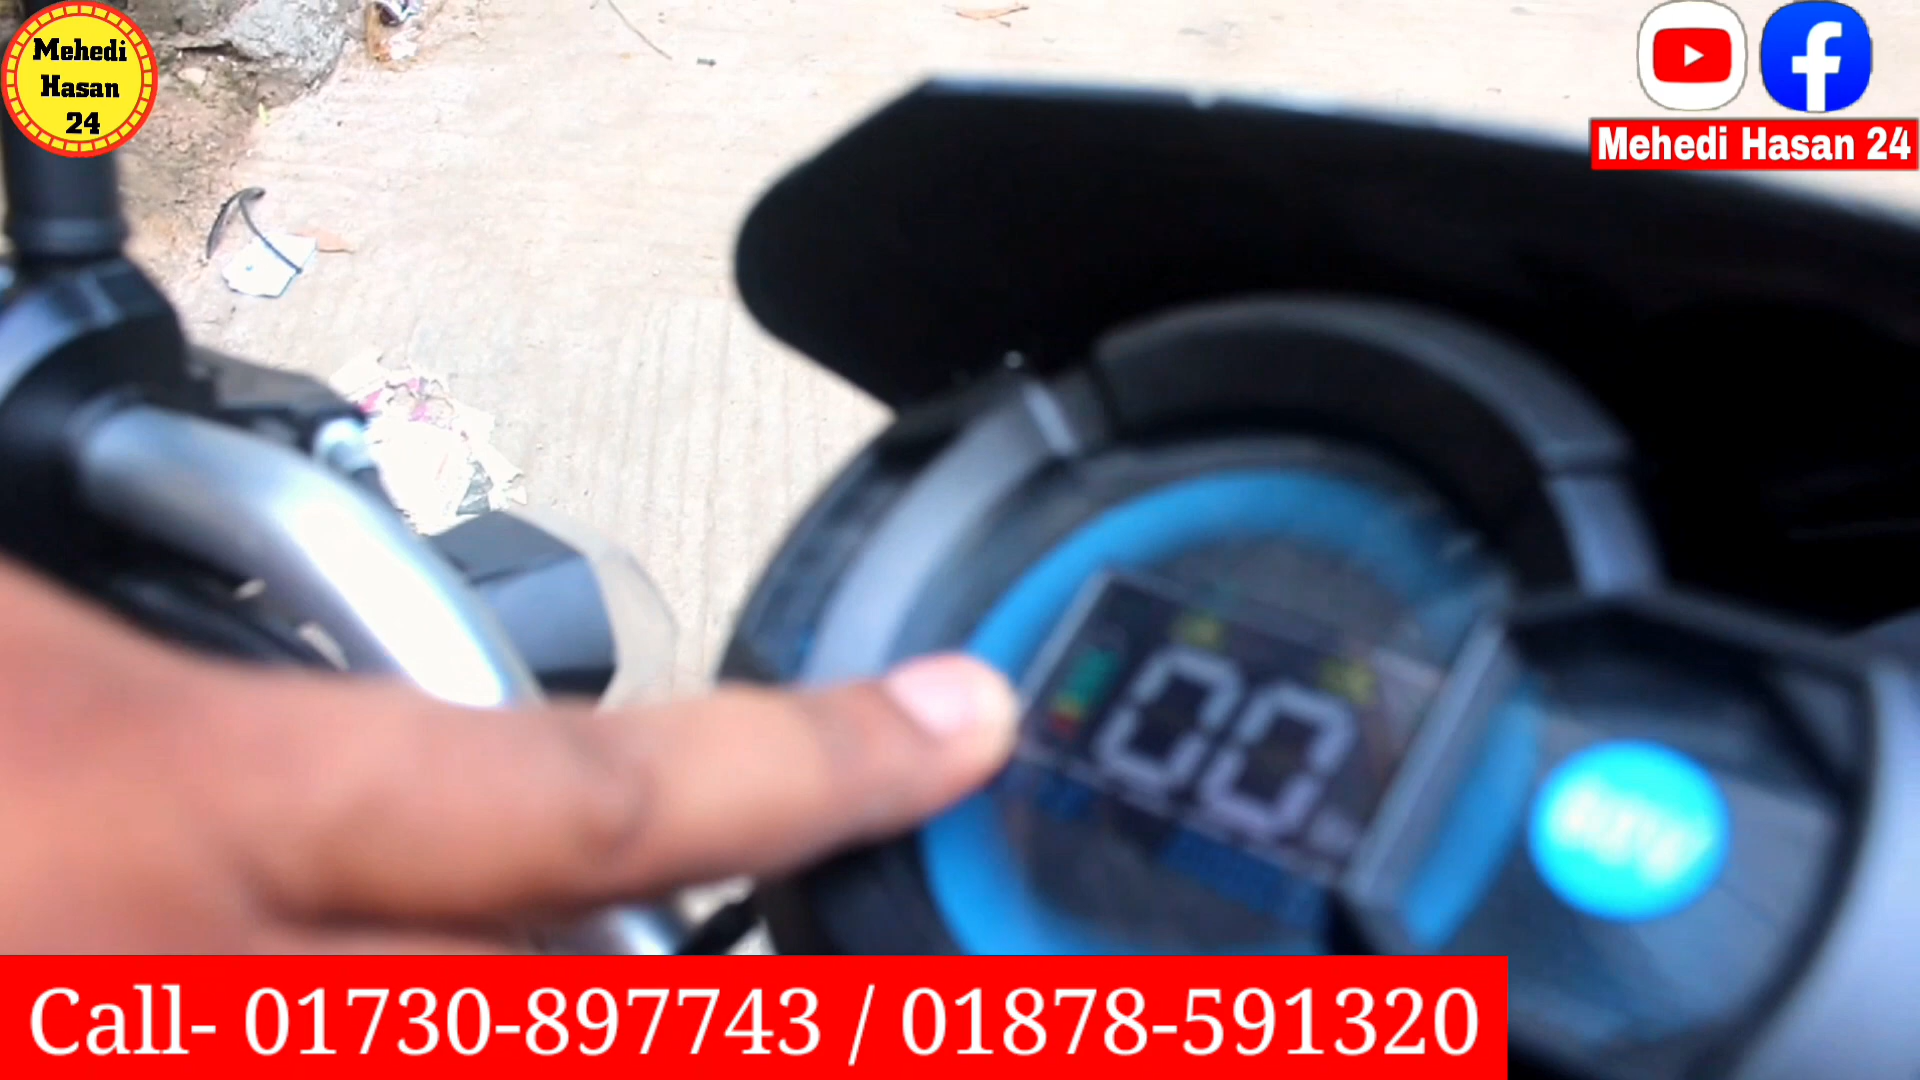 Mehedi
Hasan
24
Mehedi Hasan 24
00
Call- 01730-897743 / 01878-591320